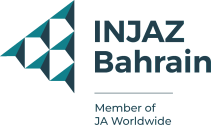 INJAZ
Bahrain
Member of
JA Worldwide